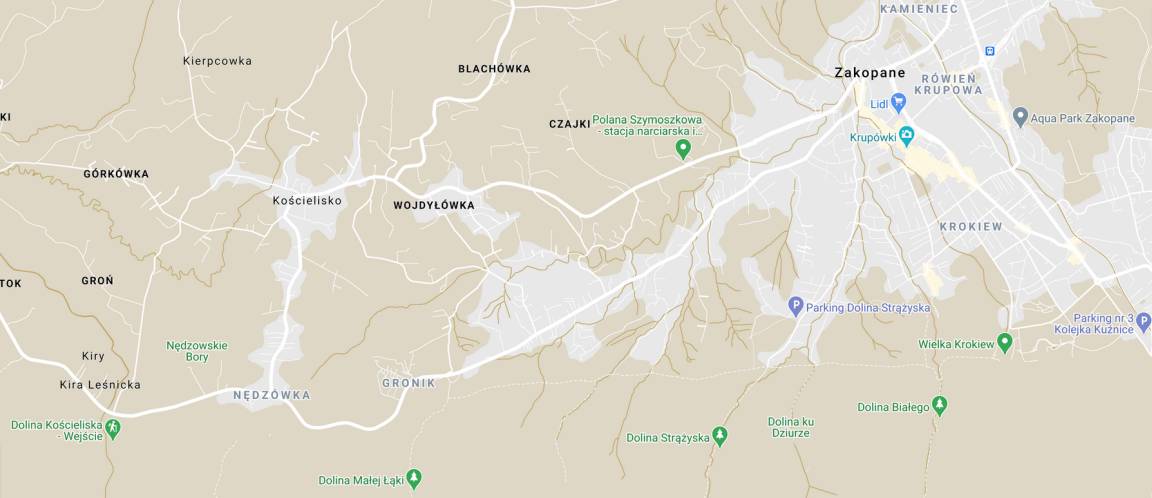 KAMIENIEC
Kierpcowka
BLACHÓWKA
Zakopane
RÓWIEŃ
KRUPOWA
Lidl
KI
CZAJKI
Polana Szymoszkowa
- stacja narciarska i...
Aqua Park Zakopane
Krupówki
GÓRKÓWKA
Kościelisko
WOJDYŁÓWKA
KROKIEW
TOK
GROŃ
Parking Dolina Strążyska
Parking nr 3
Kolejka Kuźnice
Nędzowskie
Bory
Wielka Krokiew
Kiry
Kira Leśnicka
GRONIK
NĘDZÓWKA
Dolina Białego
Dolina Kościeliska
- Wejście
Dolina ku
Dziurze
Dolina Strążyska
Dolina Małej Łąki